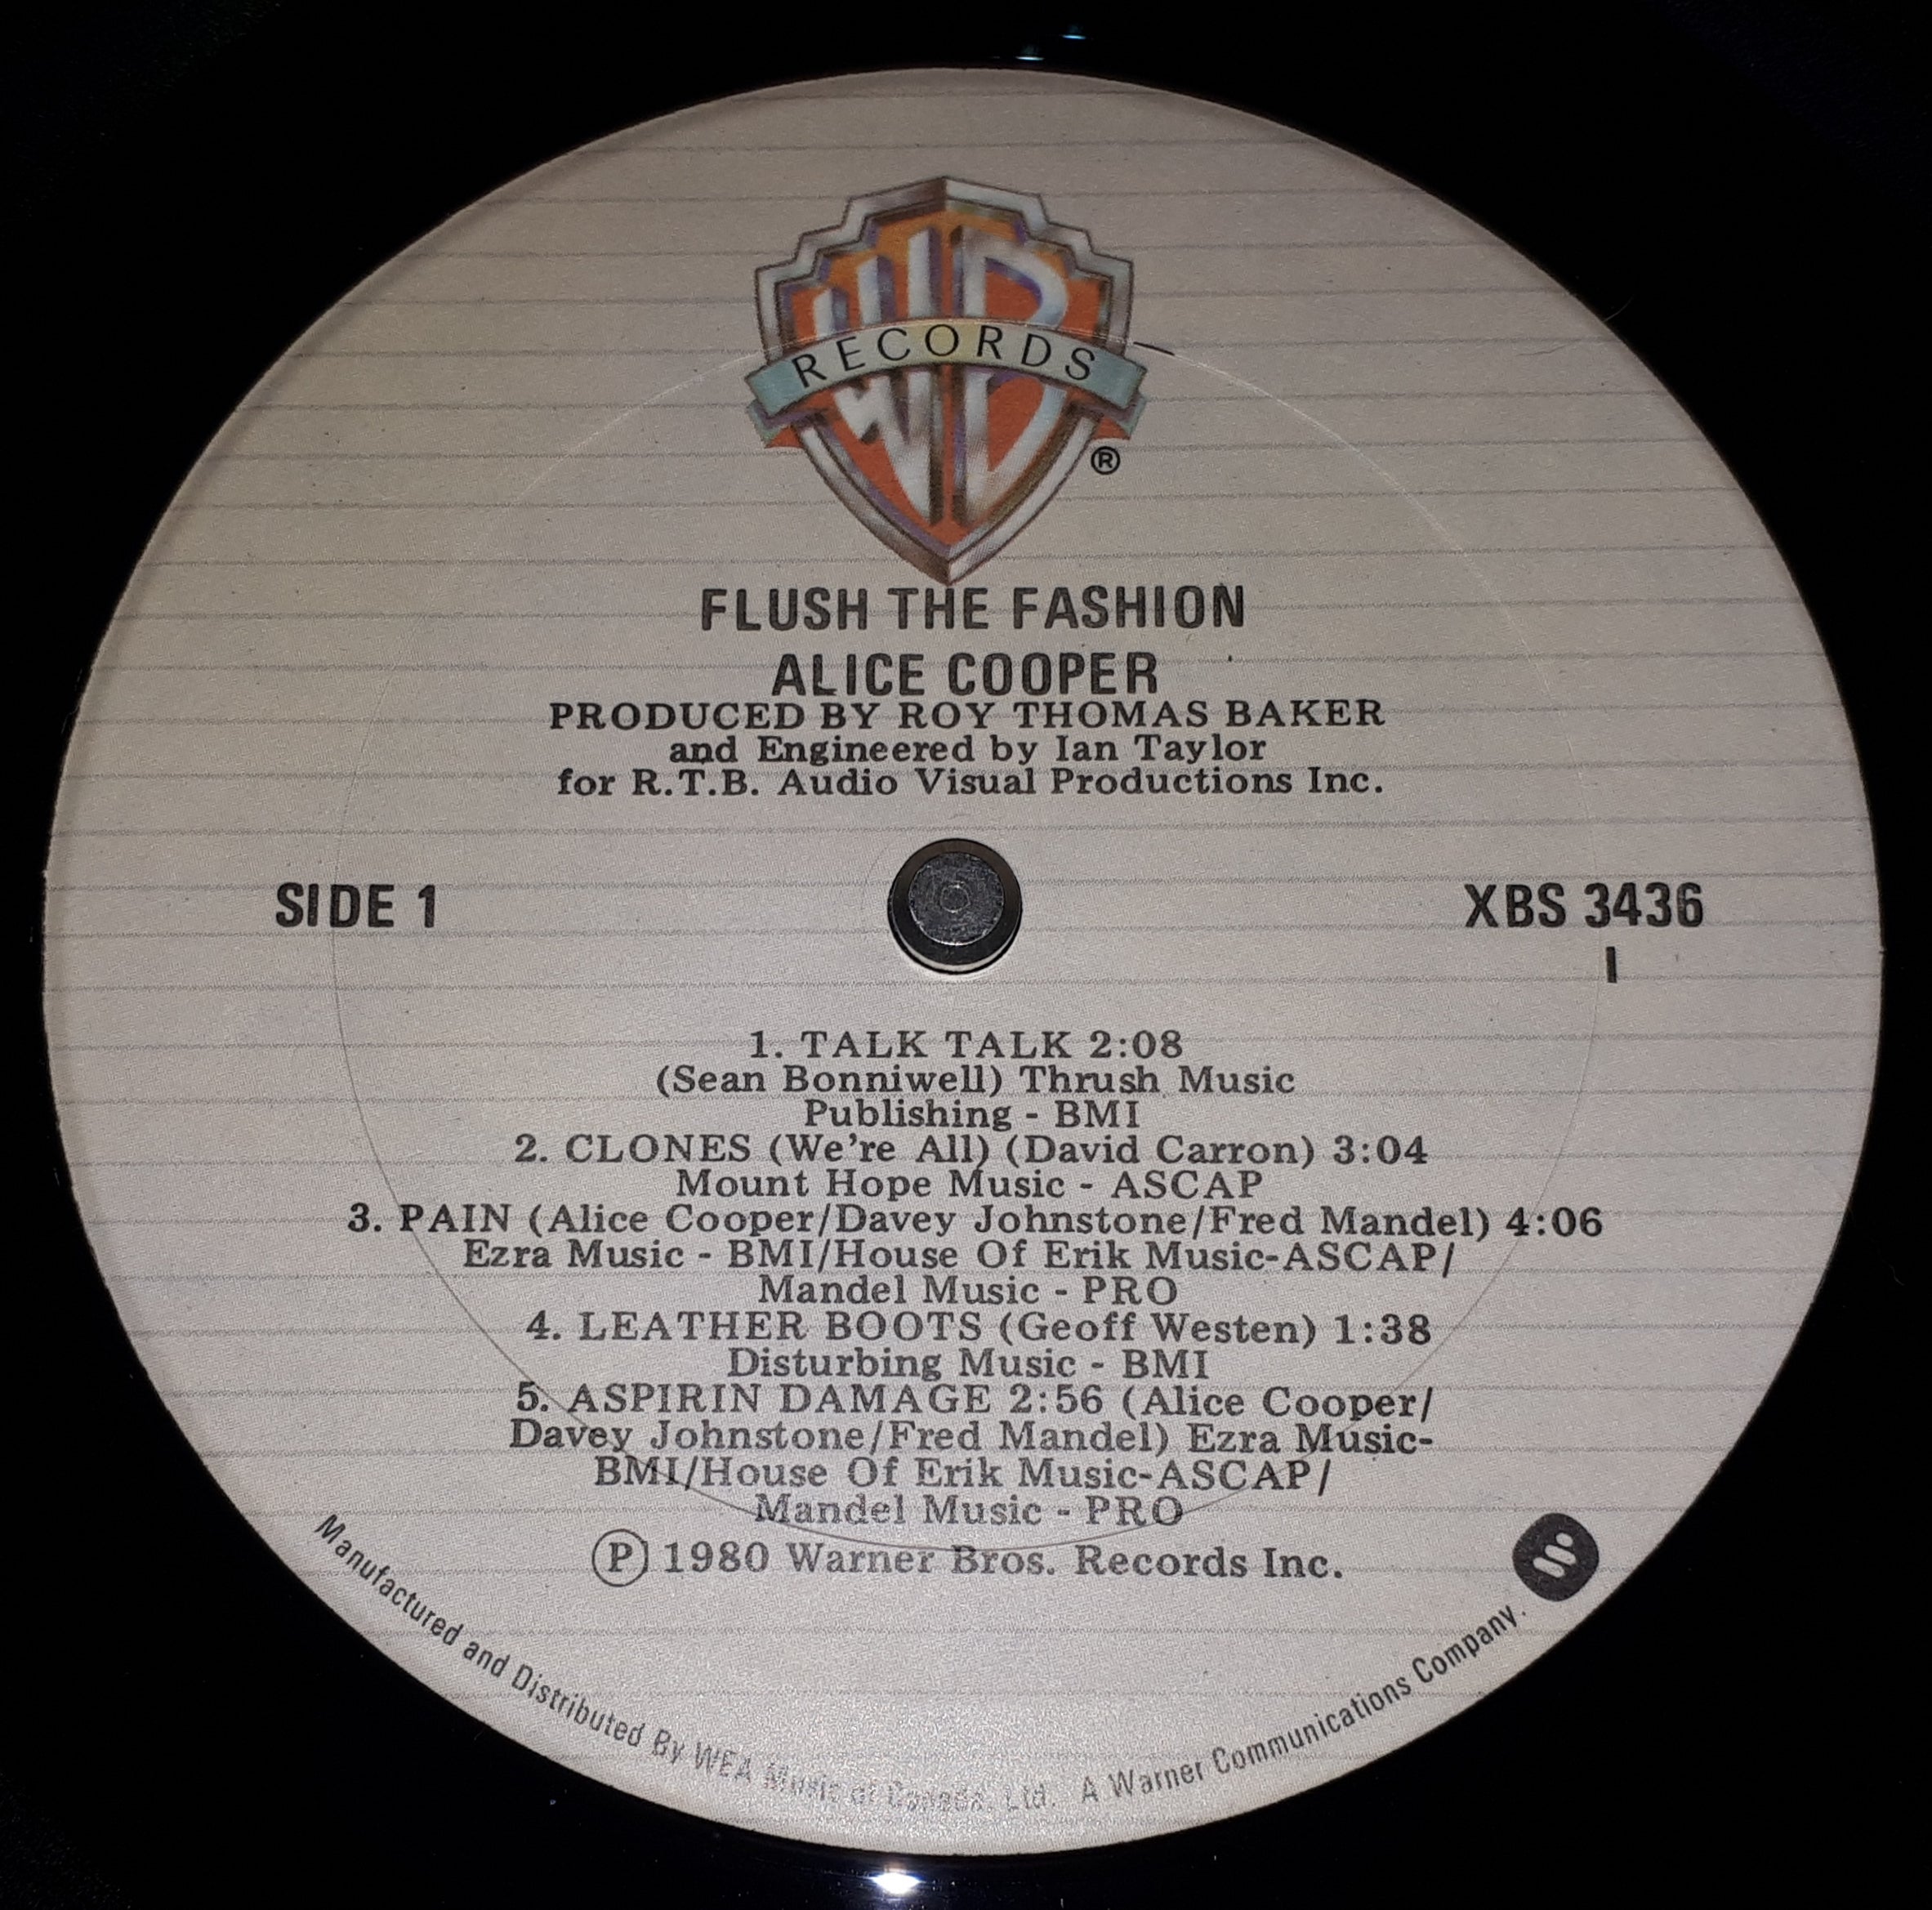 WB
RECORDS
®
FLUSH THE FASHION
ALICE COOPER
PRODUCED BY ROY THOMAS BAKER
and Engineered by Ian Taylor
for R.T.B. Audio Visual Productions Inc.
SIDE 1
XBS 3436
1. TALK TALK 2:08
(Sean Bonniwell) Thrush Music
Publishing - BMI
2. CLONES (We're All) (David Carron) 3:04
Mount Hope Music - ASCAP
3. PAIN (Alice Cooper/Davey Johnstone/Fred Mandel) 4:06
Ezra Music - BMI/House Of Erik Music-ASCAP/
Mandel Music - PRO
4. LEATHER BOOTS (Geoff Westen) 1:38
Disturbing Music - BMI
5. ASPIRIN DAMAGE 2:56 (Alice Cooper/
Davey Johnstone/Fred Mandel) Ezra Music-
BMI/House Of Erik Music-ASCAP/
Mandel Music - PRO
Ⓟ 1980 Warner Bros. Records Inc.
Manufactured and Distributed By WEA Music of Canada, Ltd. A Warner Communications Company.